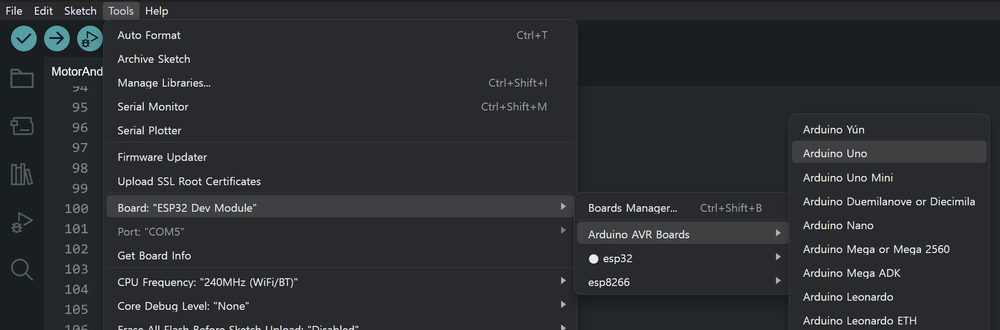 File Edit Sketch Tools Help
MotorAnd
94
95
96
97
98
99
100
101
102
103
104
105
106
Auto Format Ctrl+T
Archive Sketch
Manage Libraries... Ctrl+Shift+I
Serial Monitor Ctrl+Shift+M
Serial Plotter
Firmware Updater
Upload SSL Root Certificates
Board: "ESP32 Dev Module"
Port: "COM5"
Get Board Info
CPU Frequency: "240MHz (WiFi/BT)"
Core Debug Level: "None"
Erase All Flash Before Sketch Upload: "Disabled"
Boards Manager... Ctrl+Shift+B
Arduino AVR Boards
esp32
esp8266
Arduino Yún
Arduino Uno
Arduino Uno Mini
Arduino Duemilanove or Diecimila
Arduino Nano
Arduino Mega or Mega 2560
Arduino Mega ADK
Arduino Leonardo
Arduino Leonardo ETH